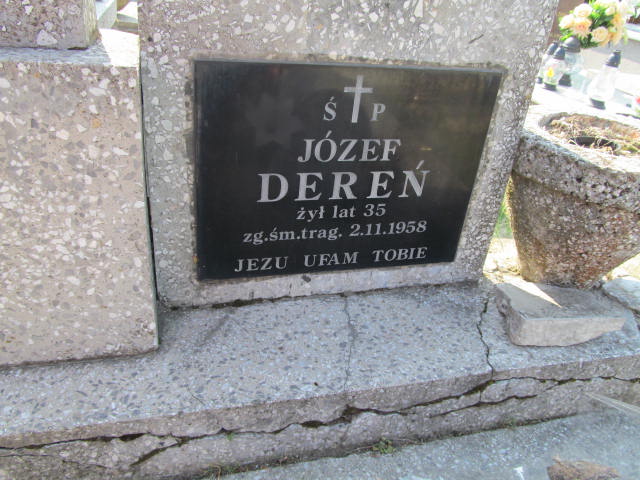 Ś P
JÓZEF
DEREŃ
żył lat 35
zg.śm.trag. 2.11.1958
JEZU UFAM TOBIE